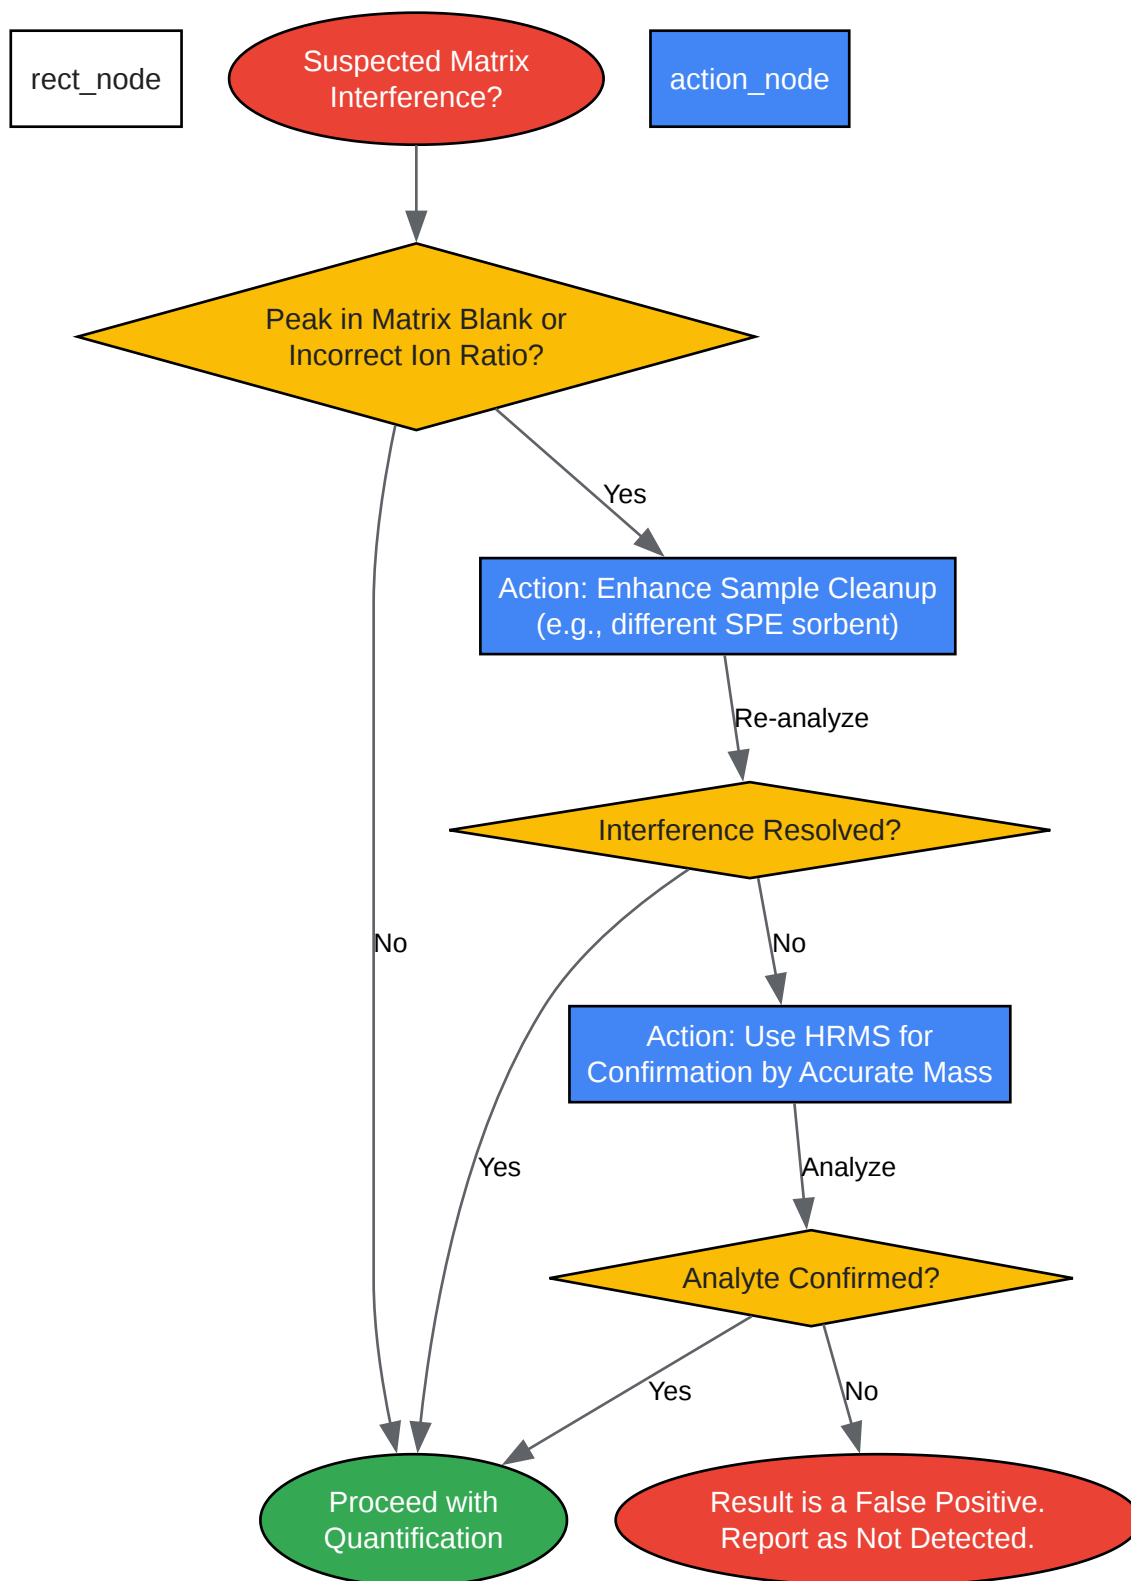 rect_node
Suspected Matrix
Interference?
action_node
Peak in Matrix Blank or
Incorrect Ion Ratio?
Yes
Action: Enhance Sample Cleanup
(e.g., different SPE sorbent)
Re-analyze
Interference Resolved?
No
No
Action: Use HRMS for
Confirmation by Accurate Mass
Yes
Analyze
Analyte Confirmed?
Yes
No
Proceed with
Quantification
Result is a False Positive.
Report as Not Detected.